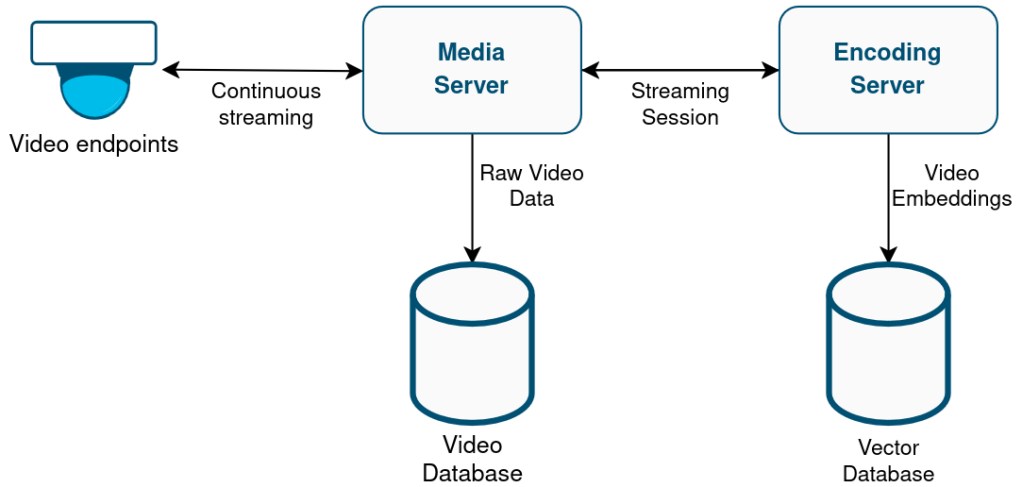 Media
Server
Encoding
Server
Continuous
streaming
Streaming
Session
Video endpoints
Raw Video
Data
Video
Embeddings
Video
Database
Vector
Database